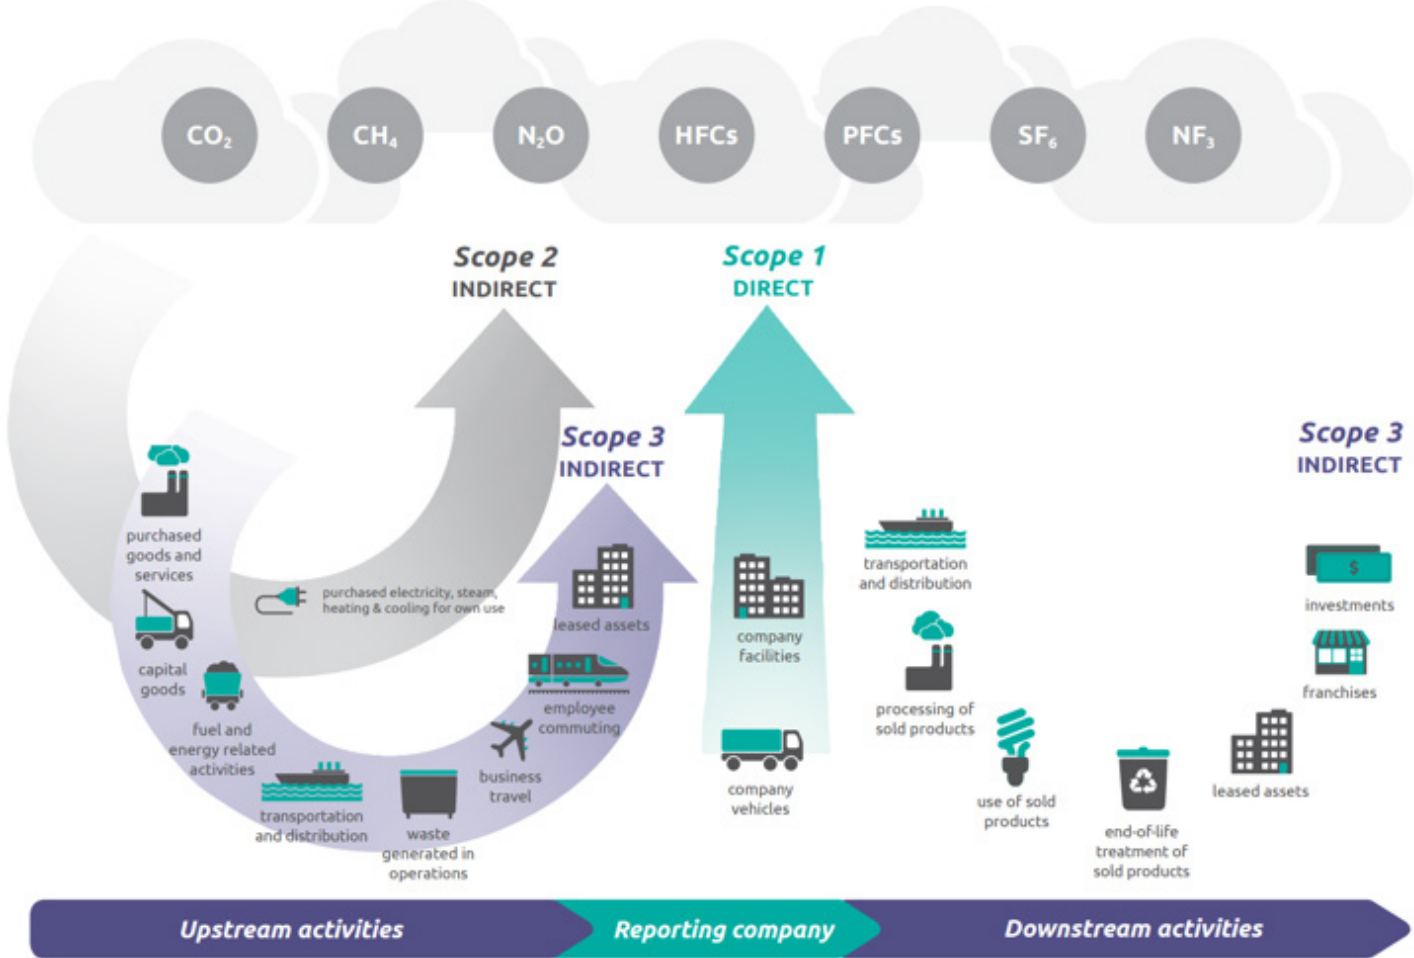 CO₂
CH₄
N₂O
HFCs
PFCs
SF₆
NF₃
Scope 2
INDIRECT
Scope 1
DIRECT
Scope 3
INDIRECT
Scope 3
INDIRECT
purchased
goods and
services
capital
goods
fuel and
energy related
activities
transportation
and distribution
waste
generated in
operations
business
travel
employee
commuting
leased assets
purchased electricity, steam,
heating & cooling for own use
company
facilities
company
vehicles
transportation
and distribution
processing of
sold products
use of sold
products
end-of-life
treatment of
sold products
leased assets
franchises
$
investments
Upstream activities
Reporting company
Downstream activities